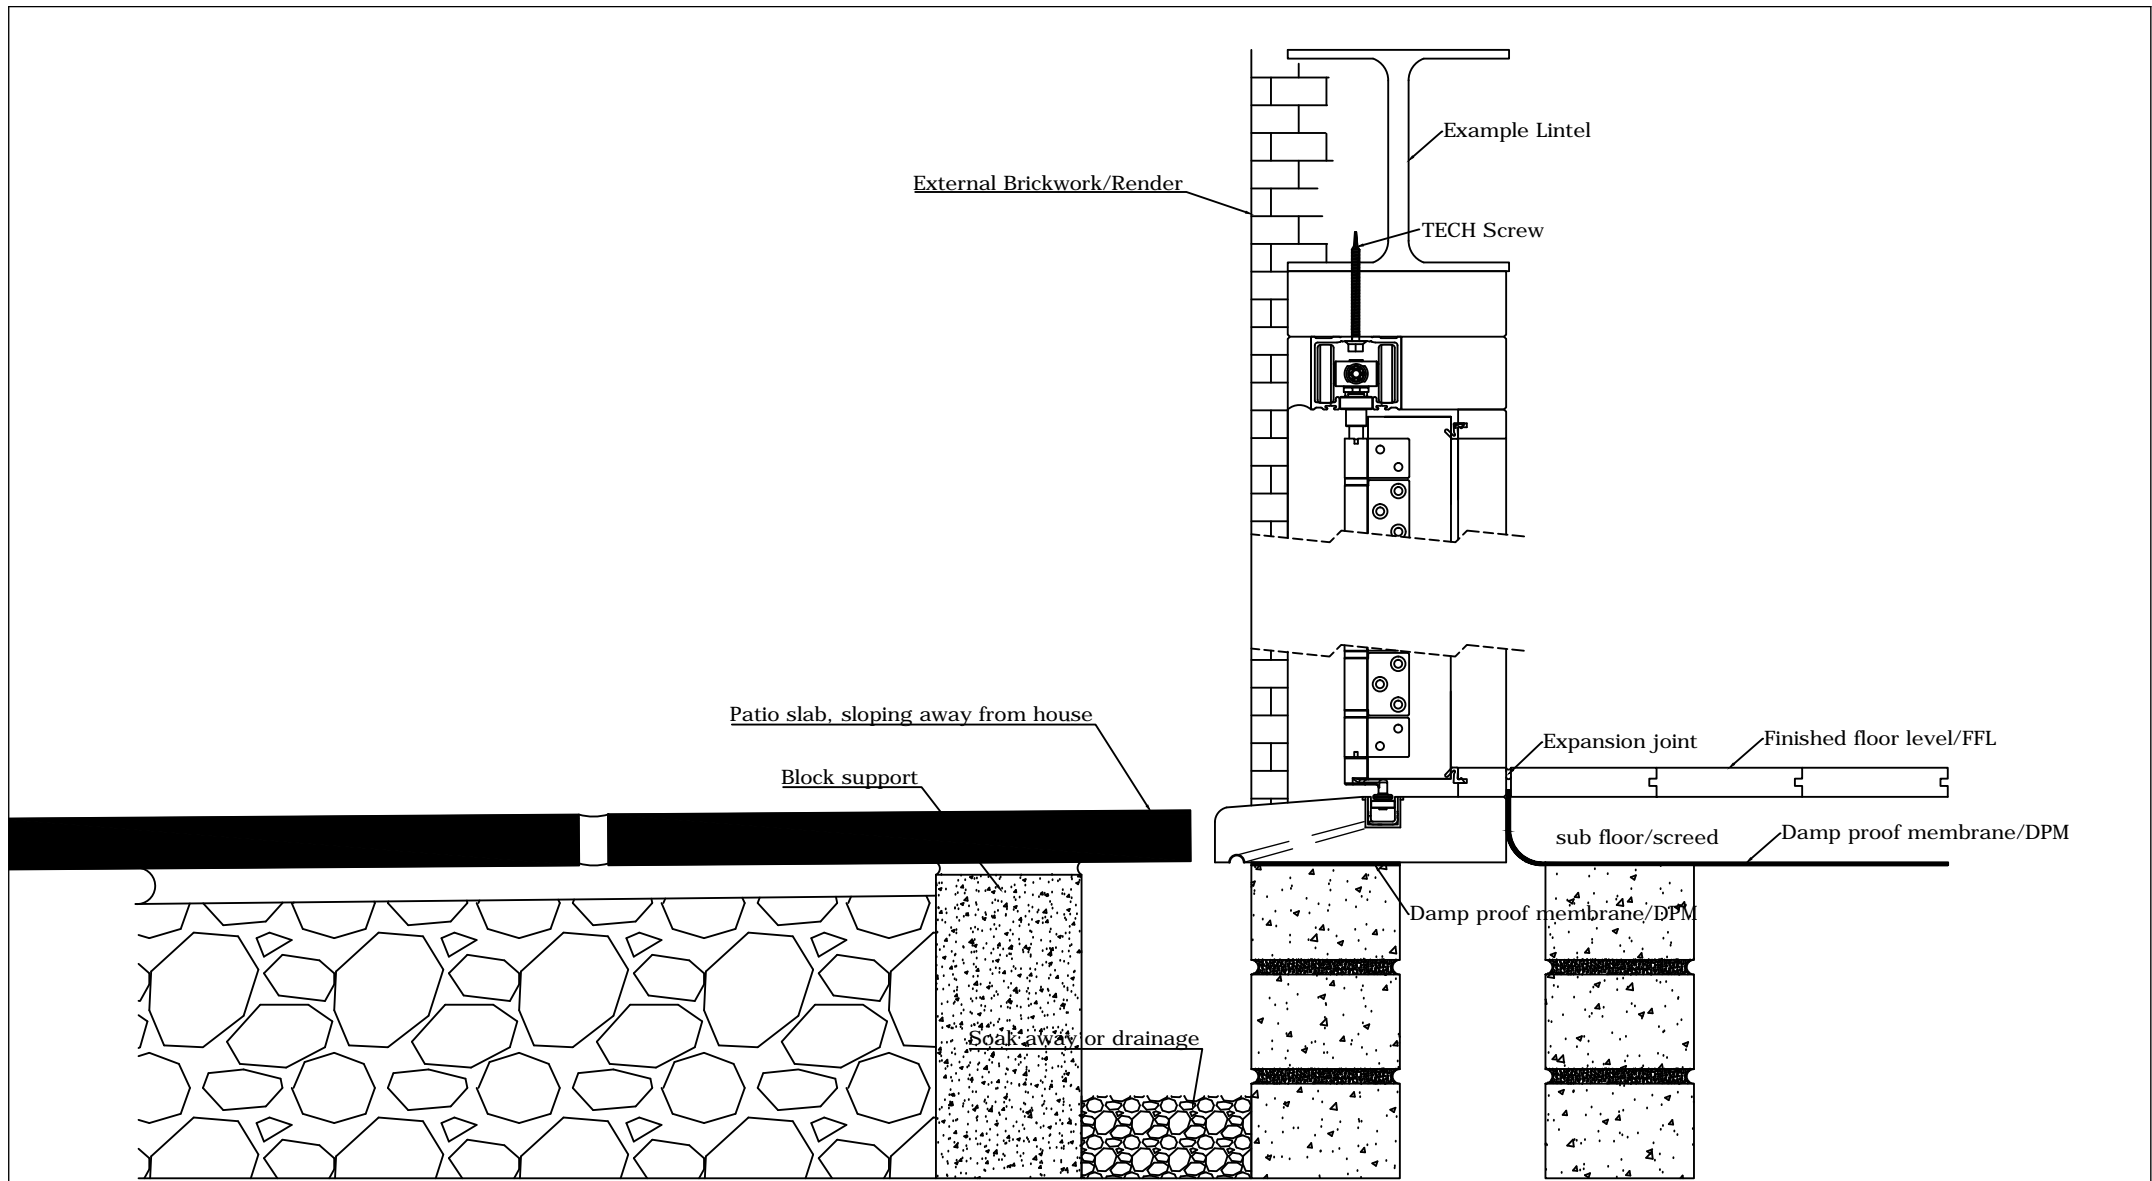 Example Lintel
External Brickwork/Render
TECH Screw
Patio slab, sloping away from house
Expansion joint
Finished floor level/FFL
Block support
sub floor/screed
Damp proof membrane/DPM
Damp proof membrane/DPM
Soak away or drainage